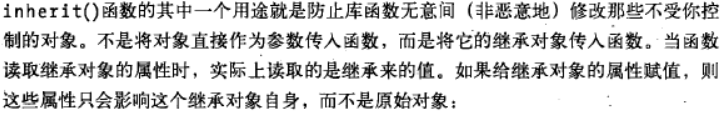 inherit()函数的其中一个用途就是防止库函数无意间（非恶意地）修改那些不受你控
制的对象。不是将对象直接作为参数传入函数，而是将它的继承对象传入函数。当函数
读取继承对象的属性时，实际上读取的是继承来的值。如果给继承对象的属性赋值，则
这些属性只会影响这个继承对象自身，而不是原始对象：